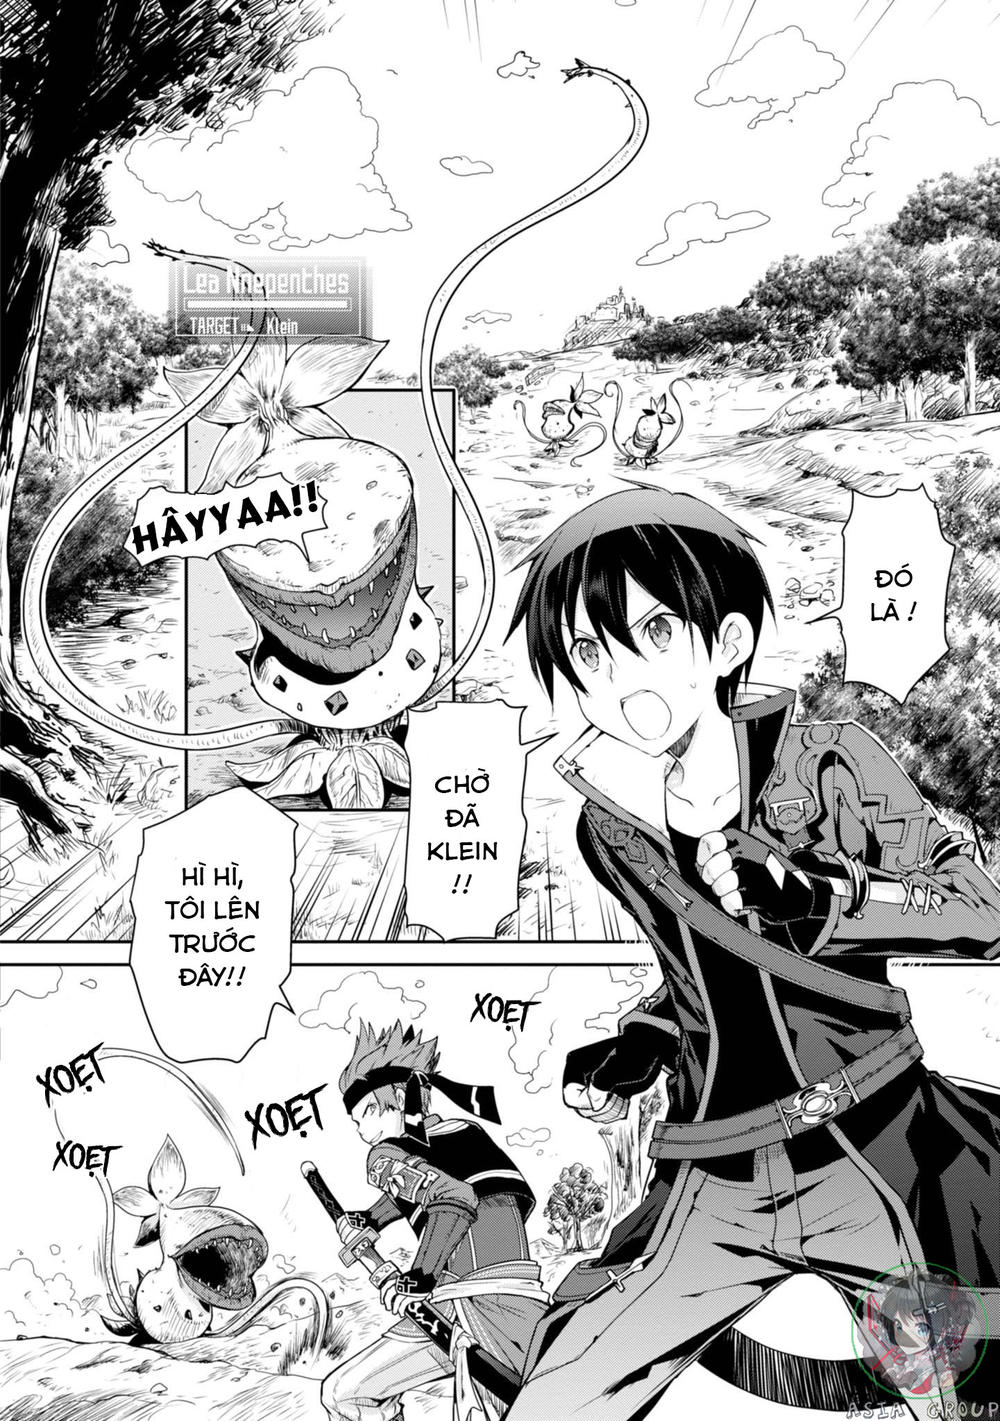 Lea Nnepenthes
TARGET Klein
HÂYYAA!!
ĐÓ
LÀ!
CHỜ
ĐÃ
KLEIN
!!
HÌ HÌ,
TÔI LÊN
TRƯỚC
ĐÂY!!
XOẸT
XOẸT
XOẸT
XOẸT
ASIA GROUP